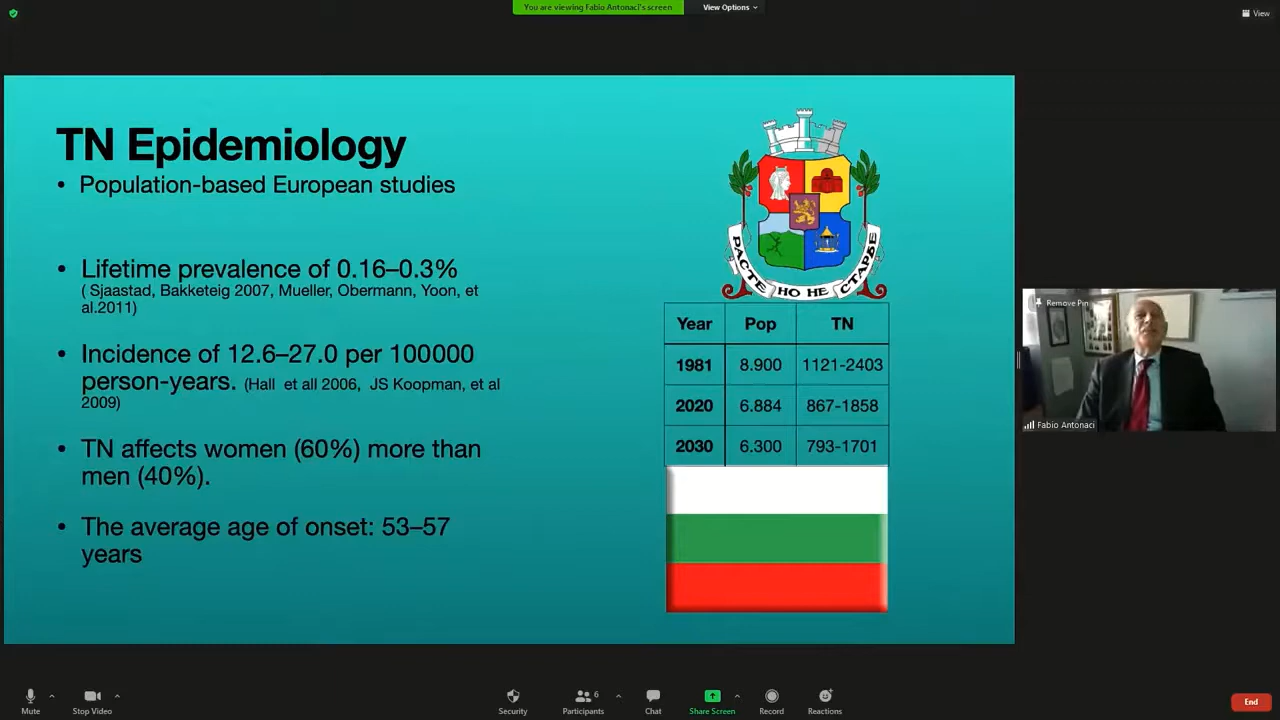 You are viewing Fabio Antonaci's screen
View Options
View
TN Epidemiology
• Population-based European studies
• Lifetime prevalence of 0.16–0.3%
( Sjaastad, Bakketeig 2007, Mueller, Obermann, Yoon, et
al.2011)
• Incidence of 12.6–27.0 per 100000
person-years. (Hall et all 2006, JS Koopman, et al
2009)
• TN affects women (60%) more than
men (40%).
• The average age of onset: 53–57
years
РАСТЕ НО НЕ СТАРѢЕ
Year Pop TN
1981 8.900 1121-2403
2020 6.884 867-1858
2030 6.300 793-1701
Remove Pin
Fabio Antonaci
Mute
Stop Video
Security
6
Participants
Chat
Share Screen
Record
Reactions
End